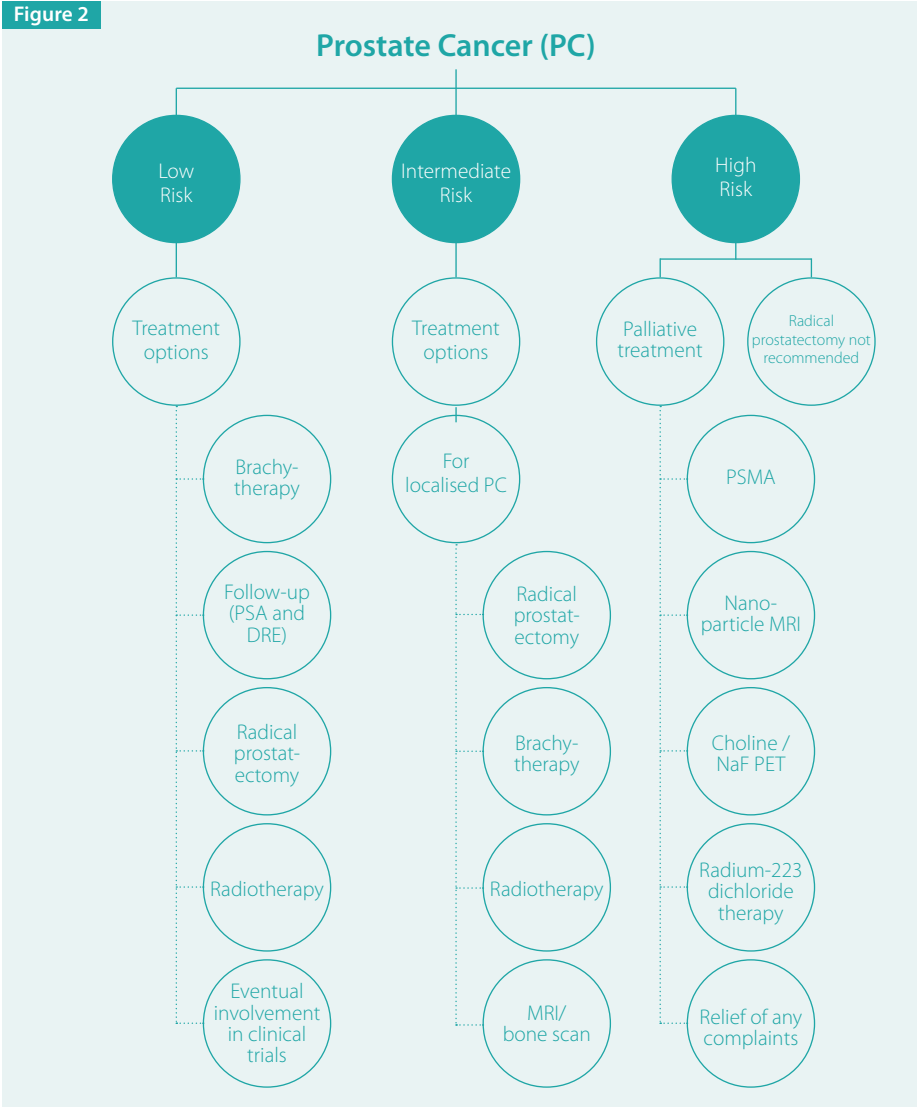 Figure 2
Prostate Cancer (PC)
Low
Risk
Intermediate
Risk
High
Risk
Treatment
options
Treatment
options
Palliative
treatment
Radical
prostatectomy not
recommended
Brachy-
therapy
Follow-up
(PSA and
DRE)
Radical
prostat-
ectomy
Radiotherapy
Eventual
involvement
in clinical
trials
For
localised PC
Radical
prostat-
ectomy
Brachy-
therapy
Radiotherapy
MRI/
bone scan
PSMA
Nano-
particle MRI
Choline /
NaF PET
Radium-223
dichloride
therapy
Relief of any
complaints